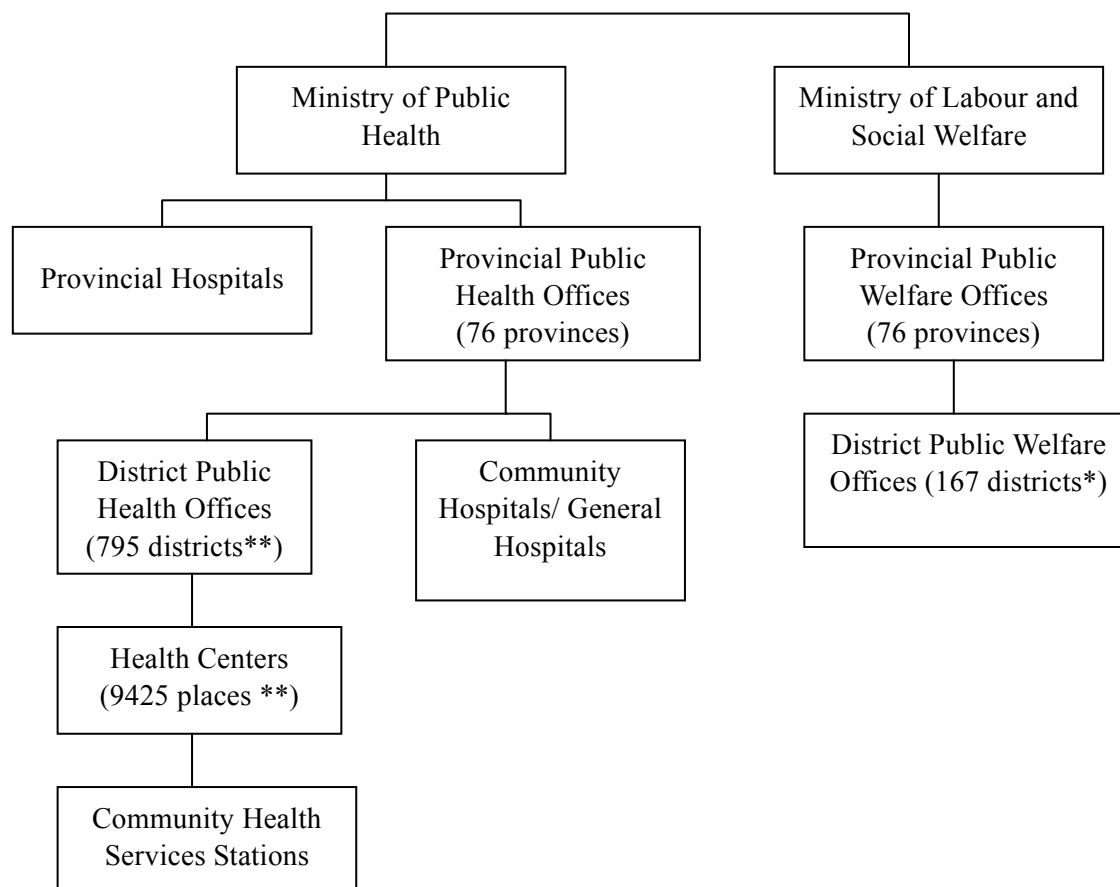 Ministry of Public
Health
Ministry of Labour and
Social Welfare
Provincial Hospitals
Provincial Public
Health Offices
(76 provinces)
Provincial Public
Welfare Offices
(76 provinces)
District Public
Health Offices
(795 districts**)
Community
Hospitals/ General
Hospitals
District Public Welfare
Offices (167 districts*)
Health Centers
(9425 places **)
Community Health
Services Stations